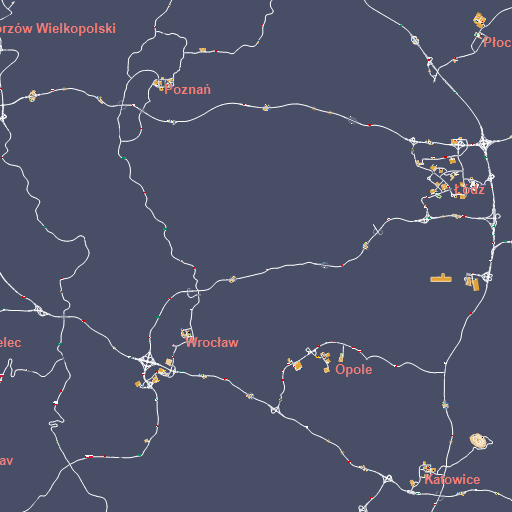 orzów Wielkopolski
Płoc
Poznań
Łódź
Wrocław
elec
Opole
av
Katowice